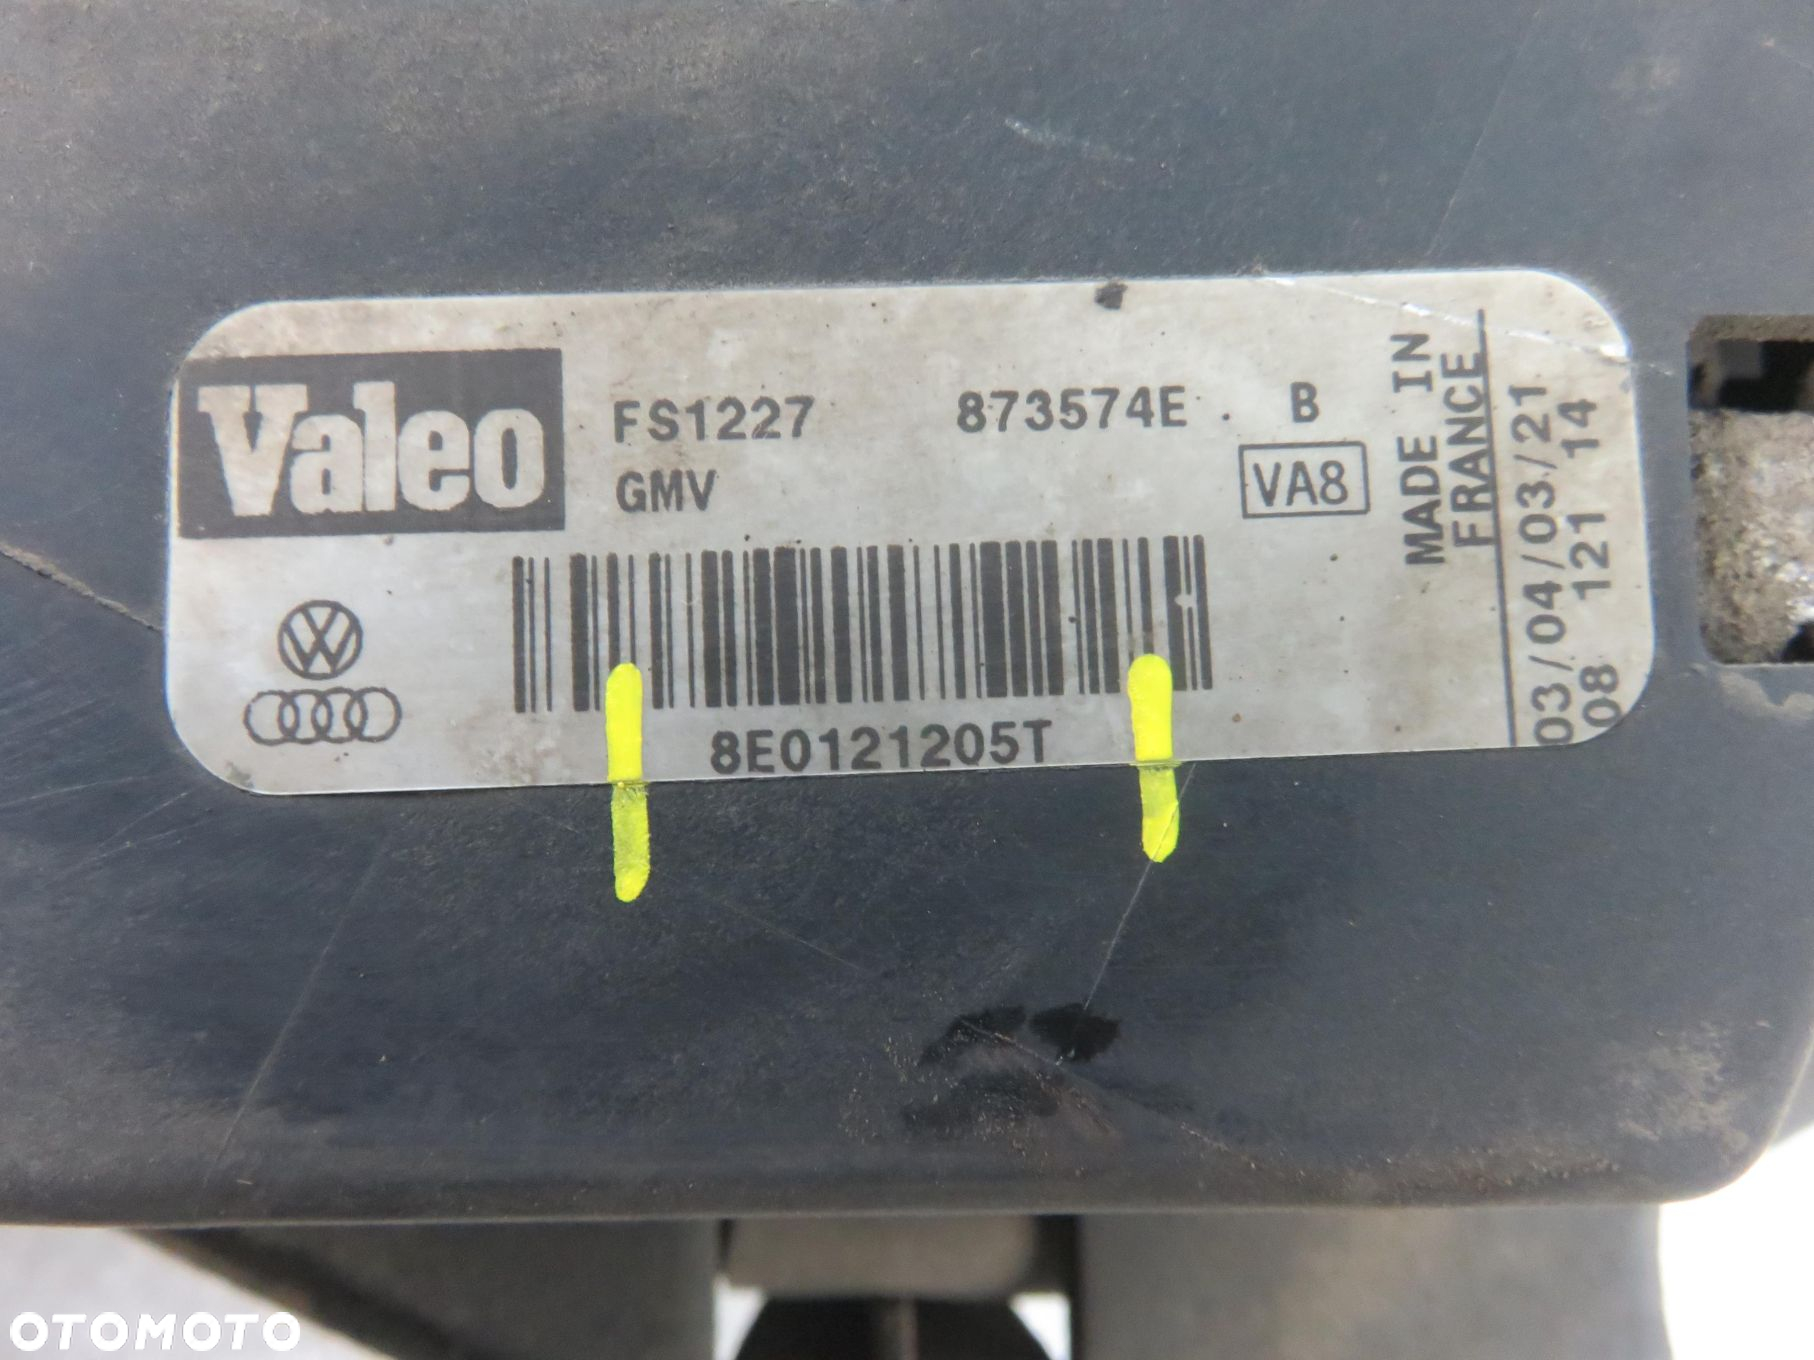 Valeo
FS1227 873574E B
GMV
VA8
8E0121205T
MADE IN
FRANCE
03/04/03/21
08 121 14
OTOMOTO